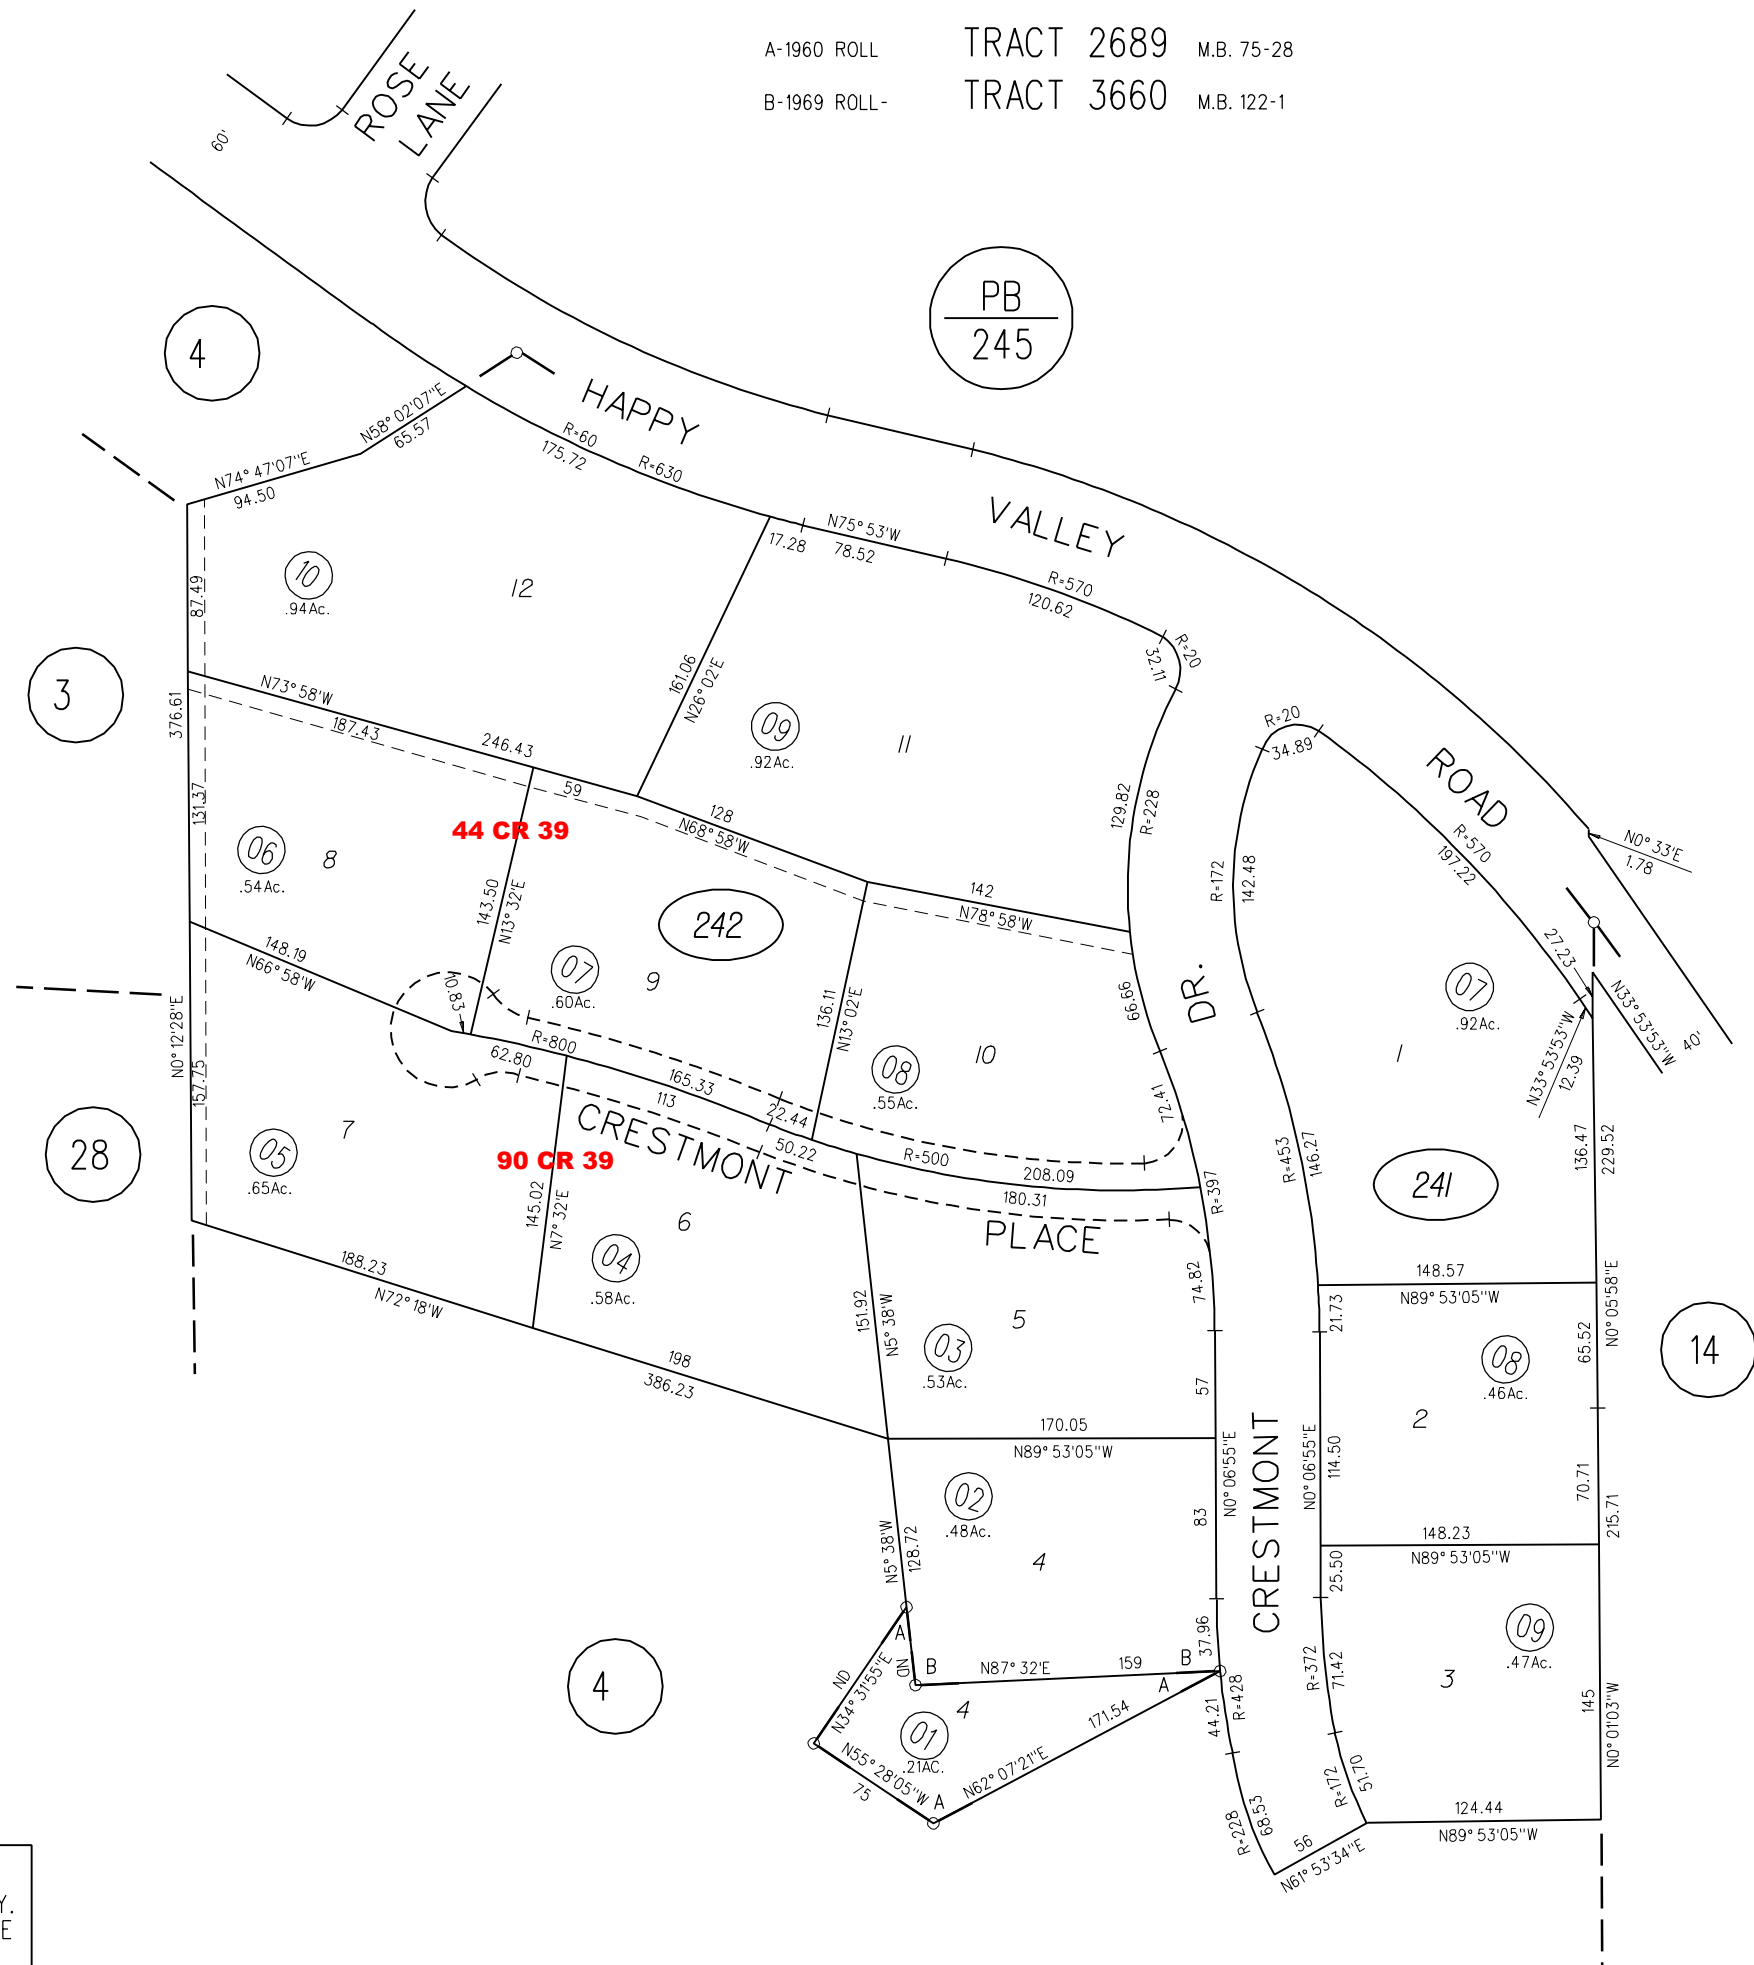 A-1960 ROLL TRACT 2689 M.B. 75-28
B-1969 ROLL- TRACT 3660 M.B. 122-1
ROSE
LANE
60'
PB
245
4
HAPPY
VALLEY
ROAD
N58° 02'07"E
65.57
N74° 47'07"E
94.50
R=60
175.72
R=630
N75° 53'W
17.28
78.52
R=570
120.62
R=20
32.11
10
.94Ac.
12
87.49
3
376.61
N73° 58'W
187.43
246.43
59
161.06
N26° 02'E
09
.92Ac.
11
128
N68° 58'W
129.82
R=228
R=20
34.89
R=172
142.48
R=570
197.22
N0° 33'E
1.78
131.37
44 CR 39
06
.54Ac.
8
143.50
N13° 32'E
242
142
N78° 58'W
148.19
N66° 58'W
10.83
07
.60Ac.
9
136.11
N13° 02'E
66.66
DR.
10
08
.55Ac.
27.23
07
.92Ac.
1
N33° 53'53"W
40'
N33° 53'53"W
12.39
N0° 12'28"E
157.75
R=800
62.80
165.33
113
22.44
50.22
72.41
CRESTMONT
PLACE
90 CR 39
R=500
208.09
180.31
R=397
R=453
146.27
136.47
229.52
241
28
7
05
.65Ac.
145.02
N7° 32'E
6
04
.58Ac.
188.23
N72° 18'W
198
386.23
151.92
N5° 38'W
5
03
.53Ac.
74.82
57
148.57
N89° 53'05"W
21.73
65.52
N0° 05'58"E
14
08
.46Ac.
2
170.05
N89° 53'05"W
N0° 06'55"E
N0° 06'55"E
114.50
CRESTMONT
02
.48Ac.
83
70.71
215.71
N5° 38'W
128.72
4
148.23
N89° 53'05"W
25.50
37.96
A
ND
B
N87° 32'E
159
B
A
ND
N34° 31'55"E
4
4
01
.21AC.
171.54
N62° 07'21"E
N55° 28'05"W
75
A
44.21
R=428
R=372
71.42
09
.47Ac.
3
145
N0° 01'03"W
R=172
51.70
R=228
68.53
56
N61° 53'34"E
124.44
N89° 53'05"W
Y.
E